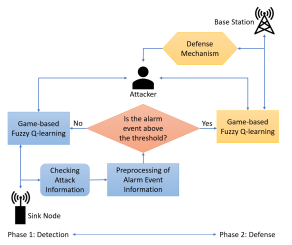 Base Station
Defense
Mechanism
Attacker
Game-based
Fuzzy Q-learning
No
Is the alarm
event above
the threshold?
Yes
Game-based
Fuzzy Q-learning
Checking
Attack
Information
Preprocessing of
Alarm Event
Information
Sink Node
Phase 1: Detection
Phase 2: Defense